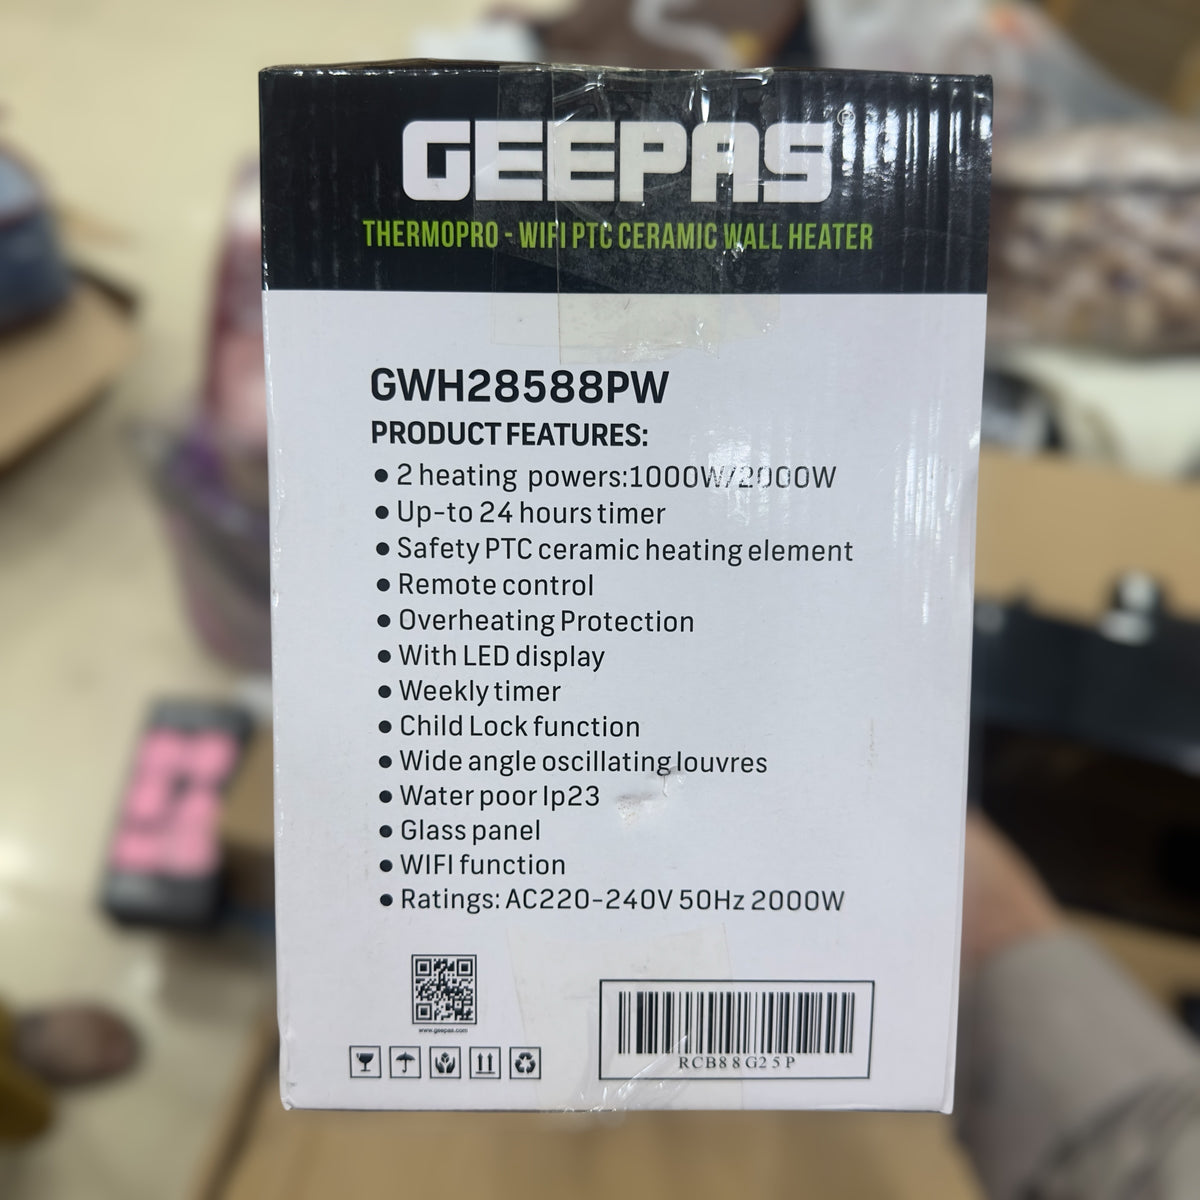 GEEPAS®
THERMOPRO - WIFI PTC CERAMIC WALL HEATER
GWH28588PW
PRODUCT FEATURES:
● 2 heating powers:1000W/2000W
● Up-to 24 hours timer
● Safety PTC ceramic heating element
● Remote control
● Overheating Protection
● With LED display
● Weekly timer
● Child Lock function
● Wide angle oscillating louvres
● Water poor Ip23
● Glass panel
● WIFI function
● Ratings: AC220-240V 50Hz 2000W
www.geepas.com
RCB88G25P